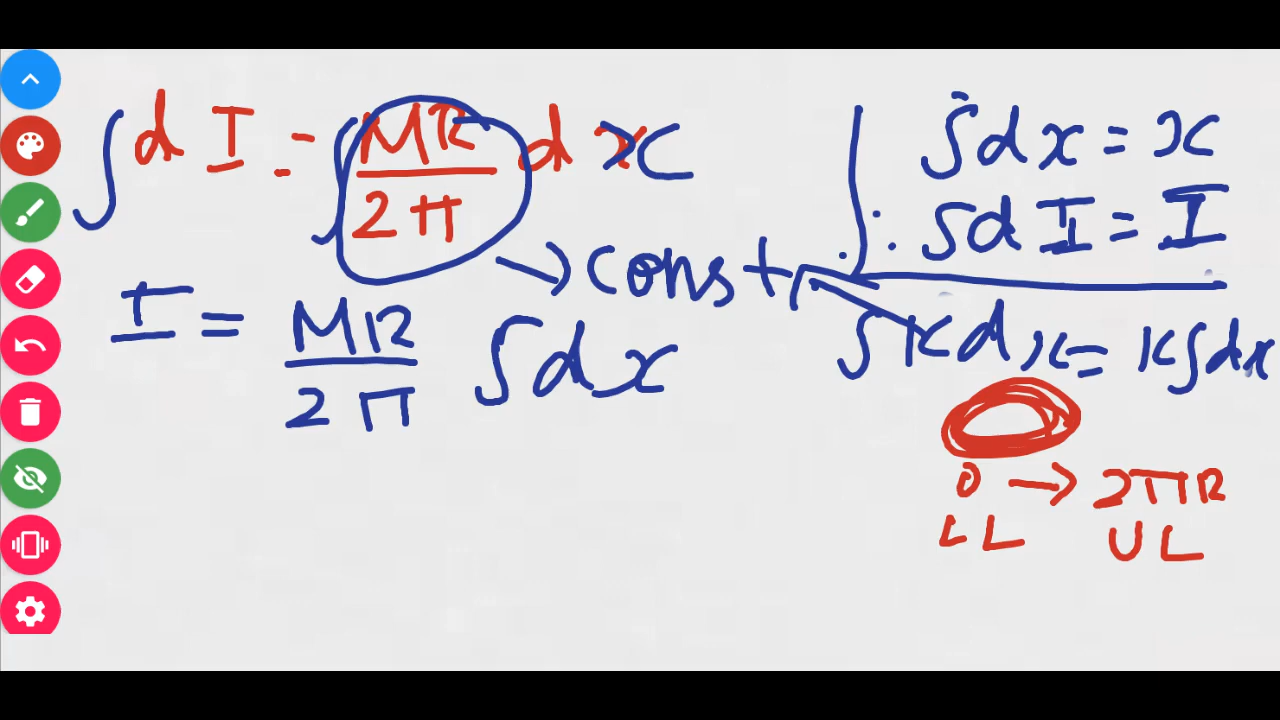 ∫dI = ∫ MR/2π dx → const
I = MR/2π ∫dx
∫dx = x
∫dI = I
∫kdx = k∫dx
0 → 2πR
LL UL